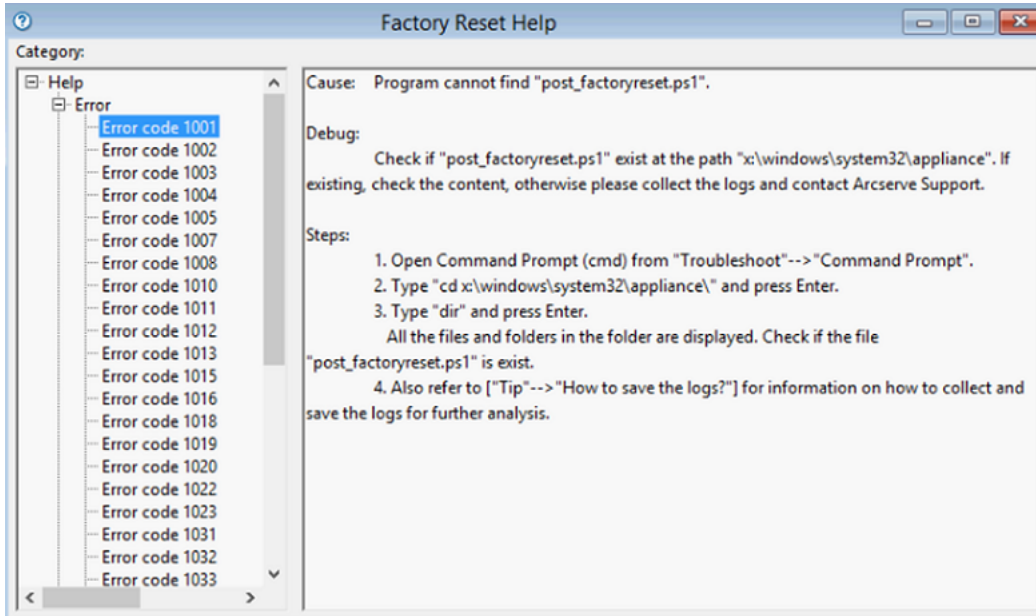 Factory Reset Help
Category:
Help
Error
Error code 1001
Error code 1002
Error code 1003
Error code 1004
Error code 1005
Error code 1007
Error code 1008
Error code 1010
Error code 1011
Error code 1012
Error code 1013
Error code 1015
Error code 1016
Error code 1018
Error code 1019
Error code 1020
Error code 1022
Error code 1023
Error code 1031
Error code 1032
Error code 1033
Cause: Program cannot find "post_factoryreset.ps1".
Debug:
Check if "post_factoryreset.ps1" exist at the path "x:\windows\system32\appliance". If
existing, check the content, otherwise please collect the logs and contact Arcserve Support.
Steps:
1. Open Command Prompt (cmd) from "Troubleshoot"-->"Command Prompt".
2. Type "cd x:\windows\system32\appliance\" and press Enter.
3. Type "dir" and press Enter.
All the files and folders in the folder are displayed. Check if the file
"post_factoryreset.ps1" is exist.
4. Also refer to ["Tip"-->"How to save the logs?"] for information on how to collect and
save the logs for further analysis.